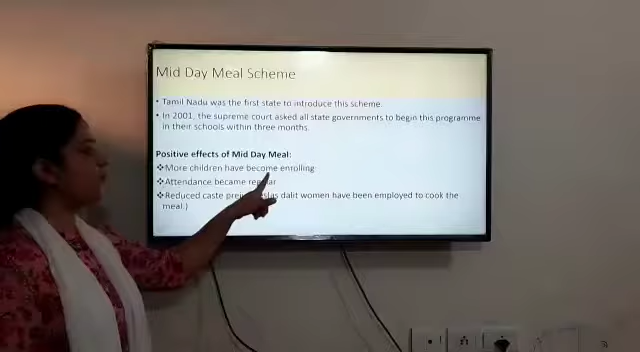 Mid Day Meal Scheme
• Tamil Nadu was the first state to introduce this scheme.
• In 2001, the supreme court asked all state governments to begin this programme
in their schools within three months.
Positive effects of Mid Day Meal:
❖More children have become enrolling
❖Attendance became
❖Reduced caste as dalit women have been employed to cook the
meal.)